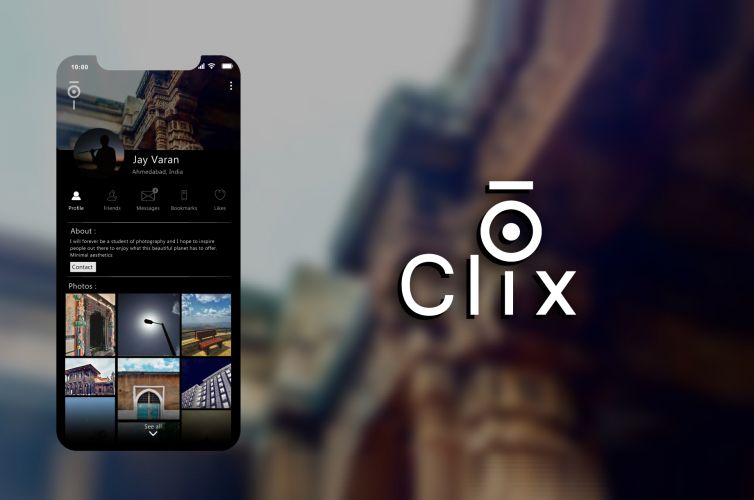 10:00
Jay Varan
Ahmedabad, India
Profile Friends Messages Bookmarks Likes
About :
I will forever be a student of photography and I hope to inspire
people out there to enjoy what this beautiful planet has to offer.
Minimal aesthetics
Contact
Photos :
See all
Clix